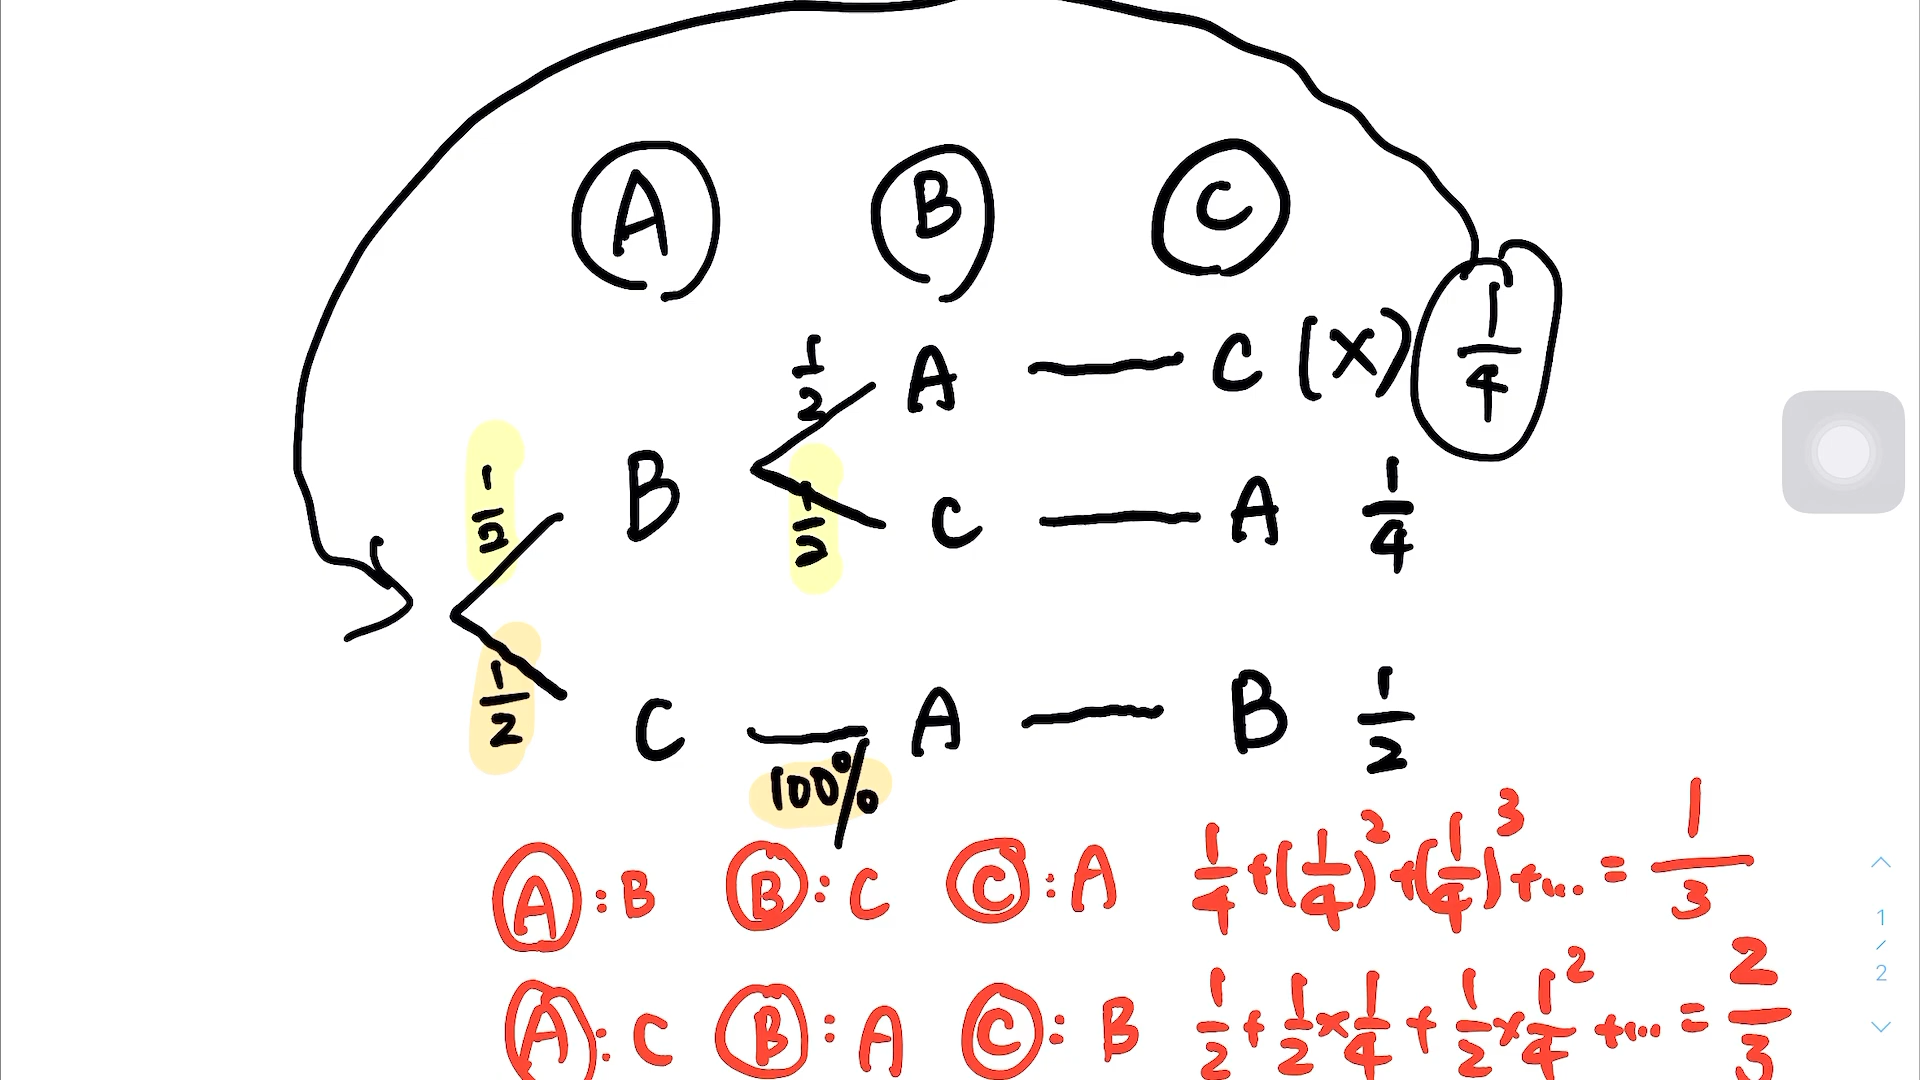 A B C
1/2 A — C (X) 1/4
1/2 B 1/2 C — A 1/4
1/2 C — 100% A — B 1/2
A : B B : C C : A 1/4 + (1/4)² + (1/4)³ + ... = 1/3
A : C B : A C : B 1/2 + 1/2 × 1/4 + 1/2 × 1/4² + ... = 2/3
1
/
2